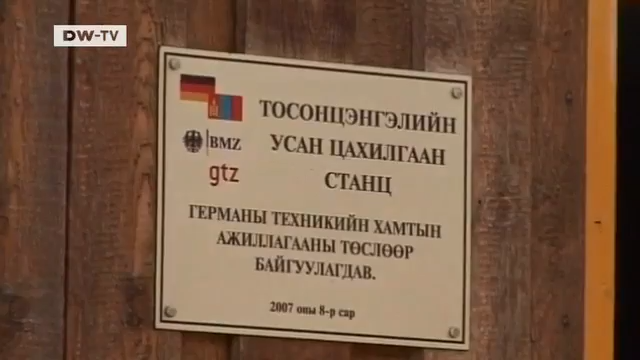 DW-TV
ТОСОНЦЭНГЭЛИЙН
УСАН ЦАХИЛГААН
СТАНЦ
BMZ
gtz
ГЕРМАНЫ ТЕХНИКИЙН ХАМТЫН
АЖИЛЛАГААНЫ ТӨСЛӨӨР
БАЙГУУЛАГДАВ.
2007 оны 8-р сар